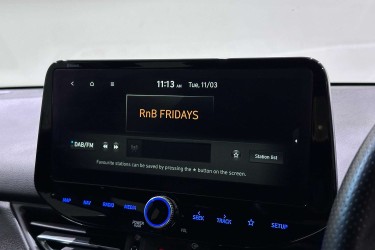 11:13 AM Tue, 11/03
RnB FRIDAYS
DAB/FM
Station list
Favourite stations can be saved by pressing the ★ button on the screen.
MAP NAV RADIO MEDIA SEEK TRACK SETUP
POWER